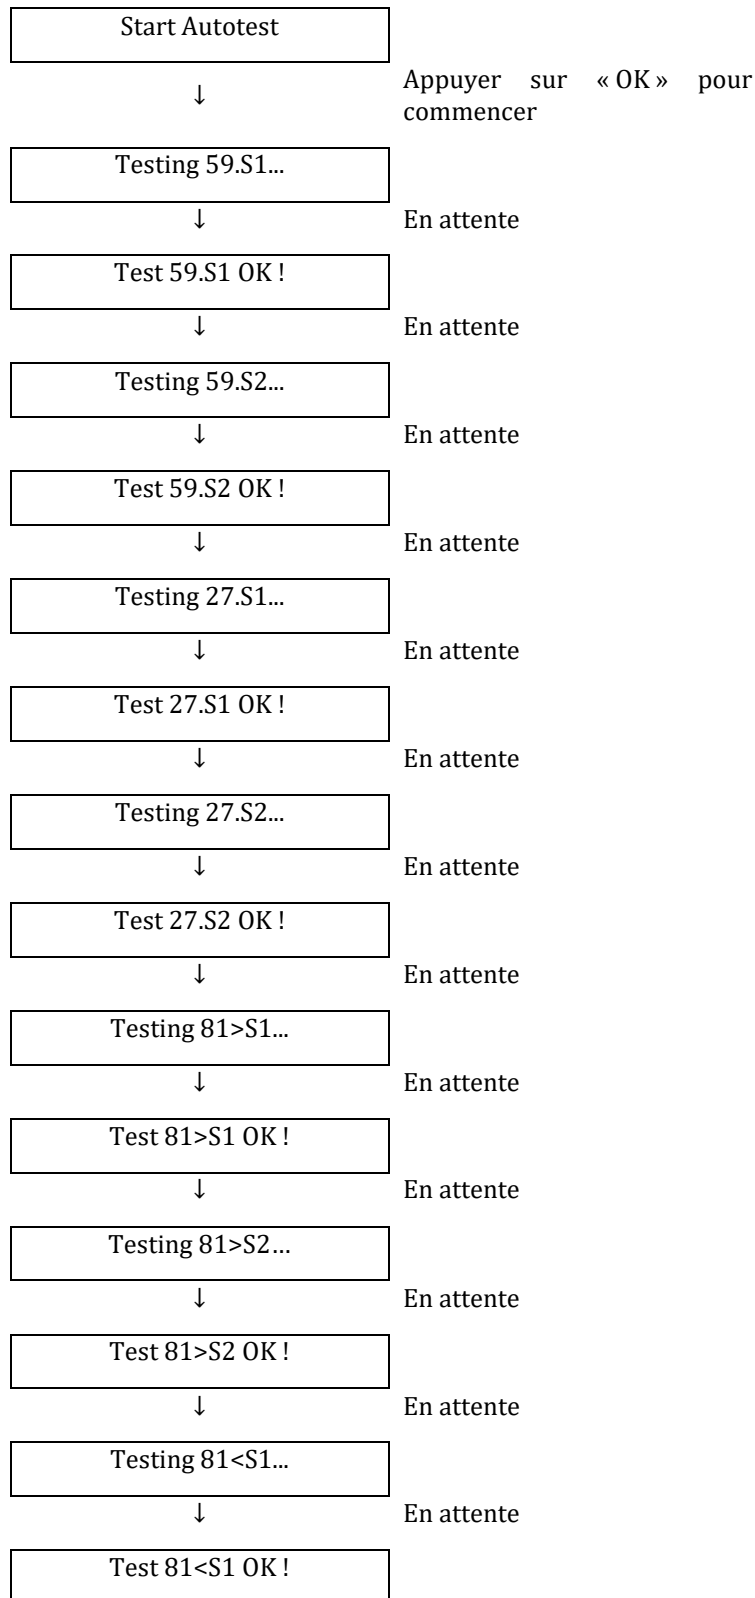 Start Autotest
↓
Appuyer sur « OK » pour
commencer
Testing 59.S1...
↓ En attente
Test 59.S1 OK !
↓ En attente
Testing 59.S2...
↓ En attente
Test 59.S2 OK !
↓ En attente
Testing 27.S1...
↓ En attente
Test 27.S1 OK !
↓ En attente
Testing 27.S2...
↓ En attente
Test 27.S2 OK !
↓ En attente
Testing 81>S1...
↓ En attente
Test 81>S1 OK !
↓ En attente
Testing 81>S2...
↓ En attente
Test 81>S2 OK !
↓ En attente
Testing 81<S1...
↓ En attente
Test 81<S1 OK !